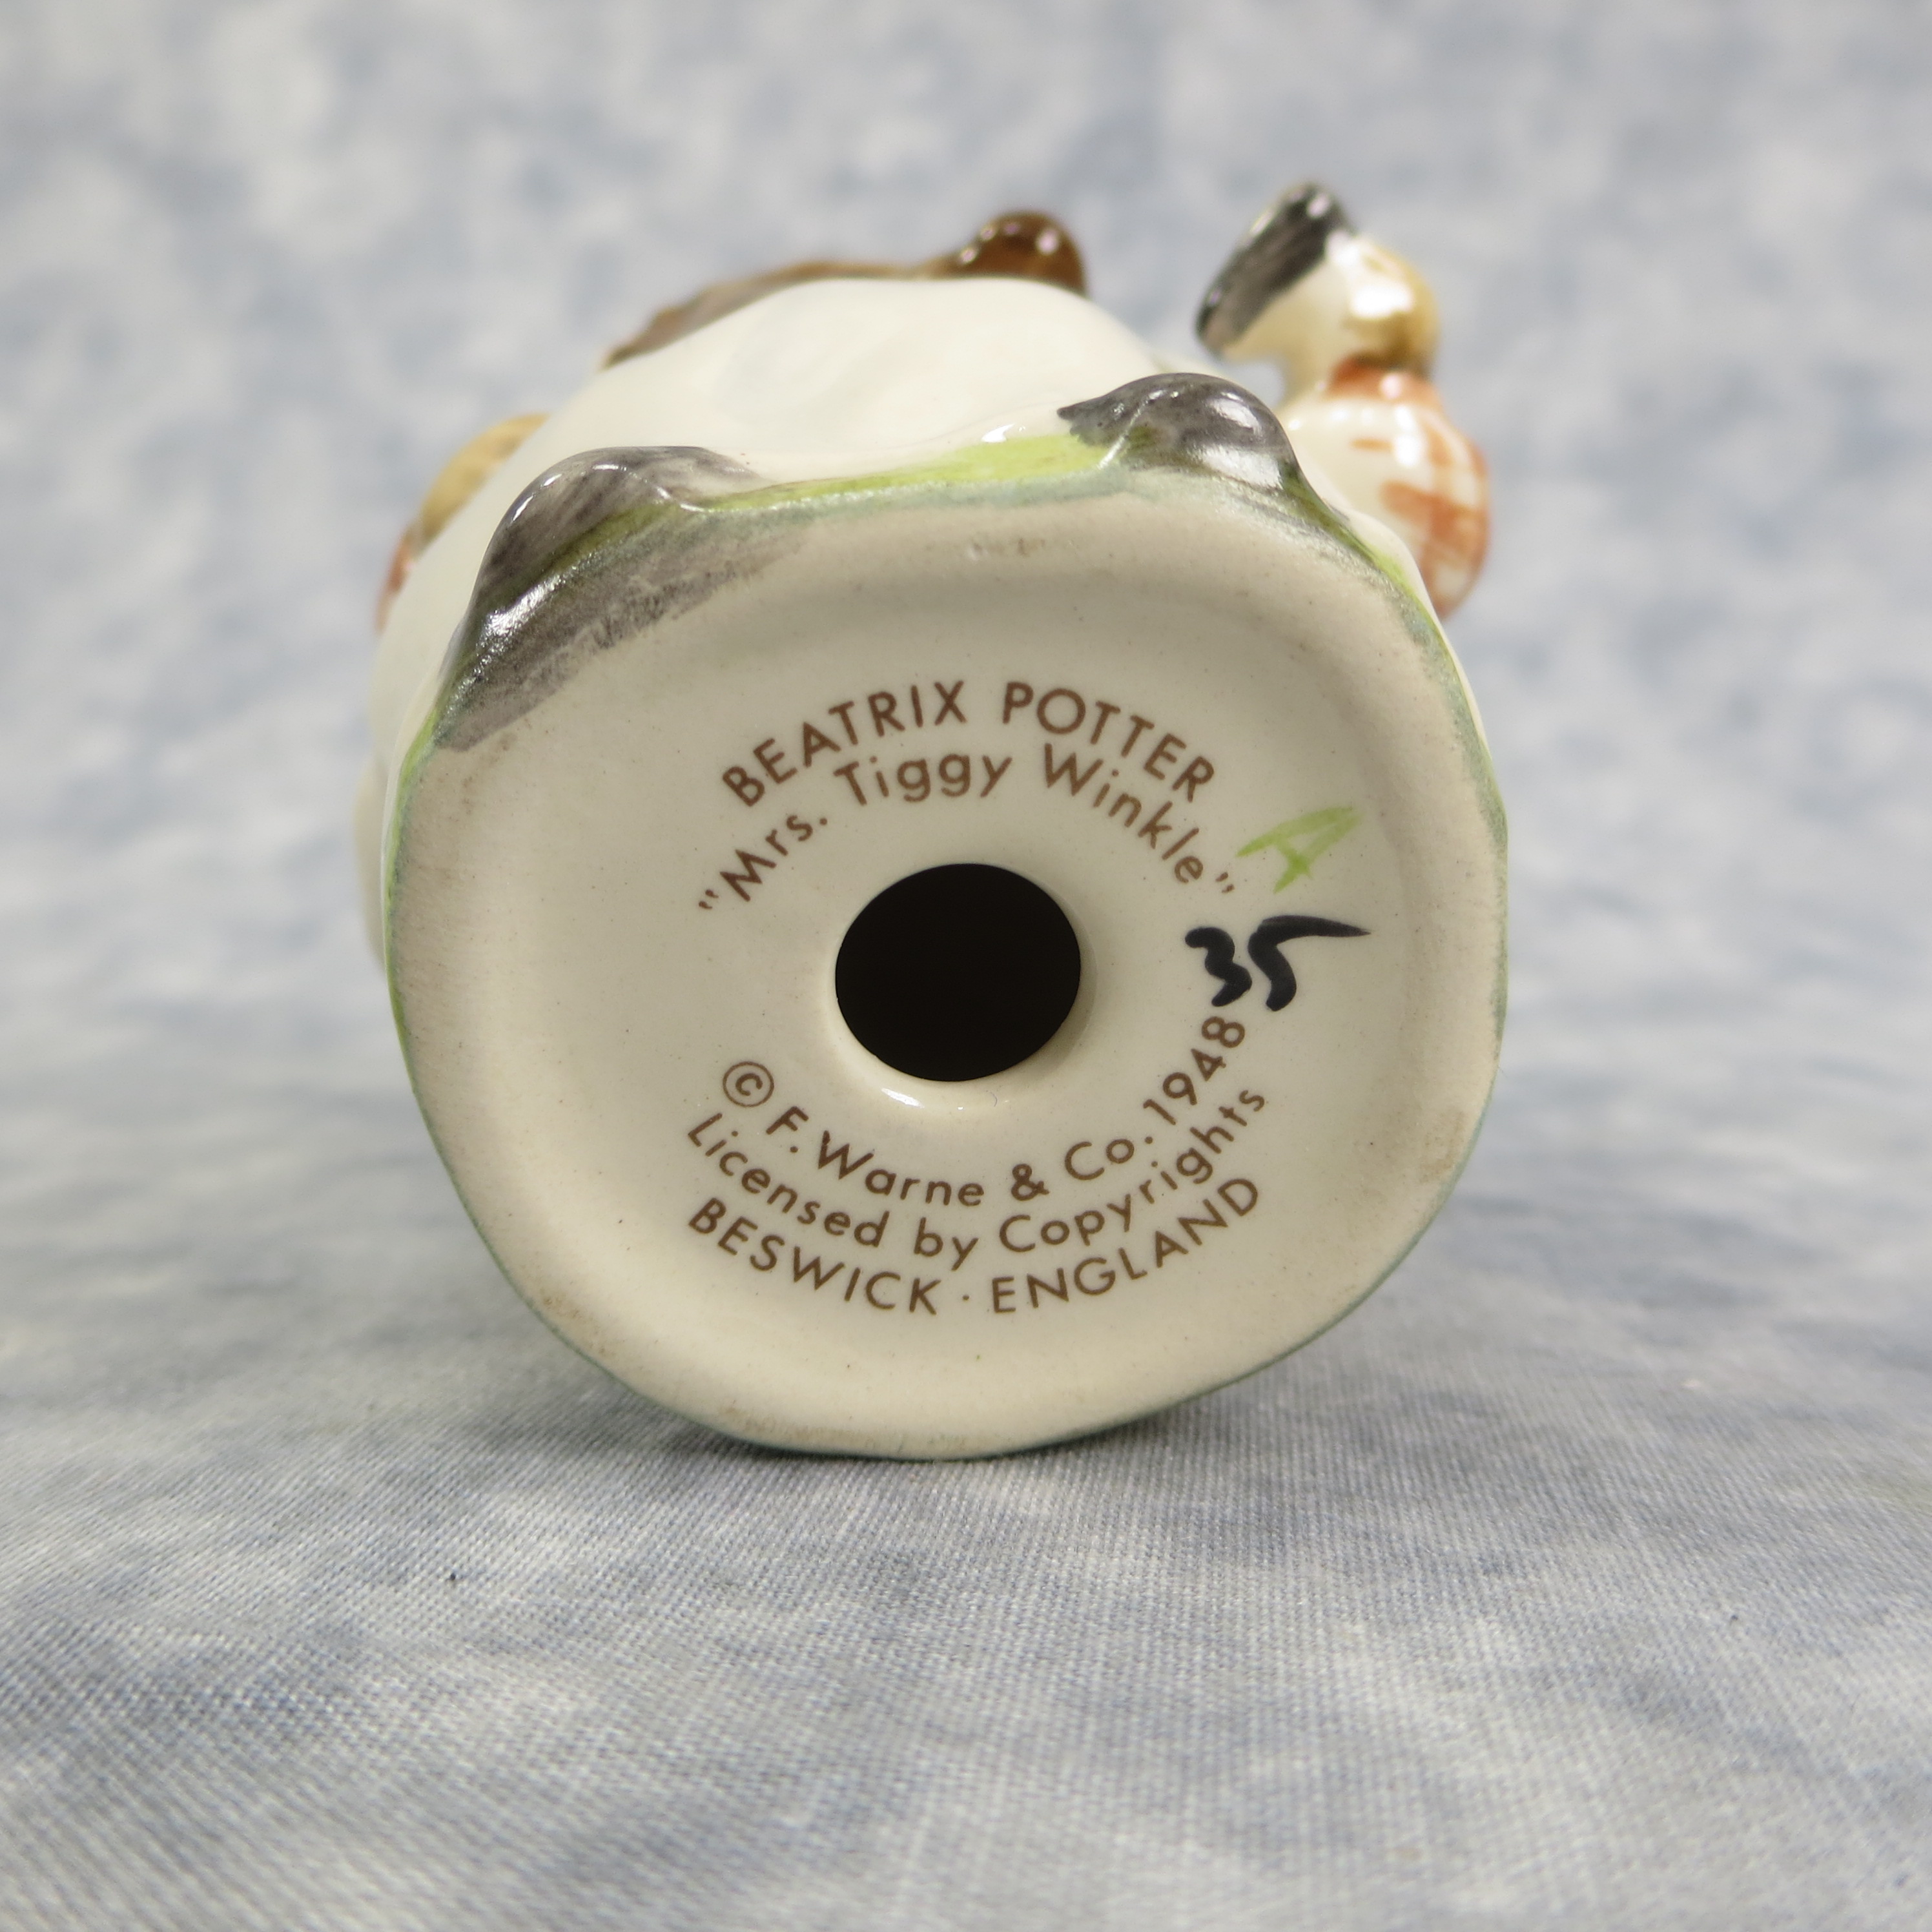 BEATRIX POTTER
"Mrs. Tiggy Winkle"
A
35
© F. Warne & Co. 1948
Licensed by Copyrights
BESWICK · ENGLAND